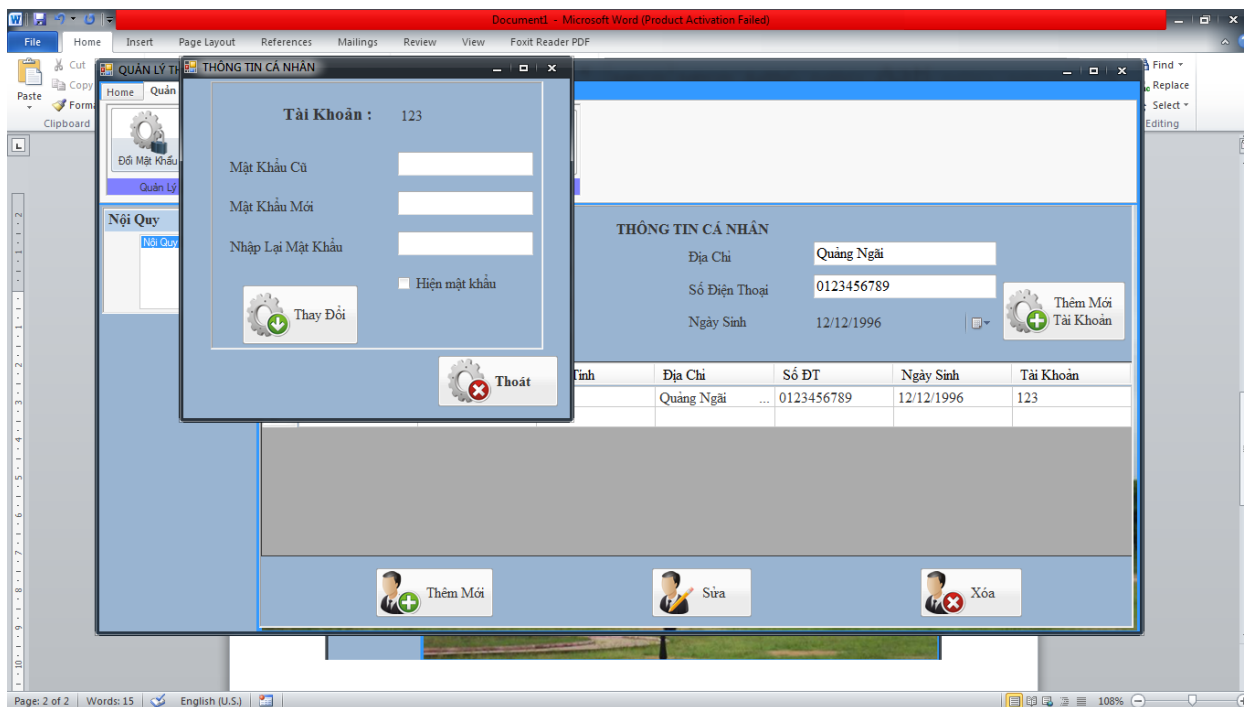 Document1 - Microsoft Word (Product Activation Failed)
File Home Insert Page Layout References Mailings Review View Foxit Reader PDF
Cut
Copy
Paste
Clipboard
Find
Replace
Select
Editing
QUẢN LÝ
Home Quản
Đổi Mật Khẩu
Quản Lý
Nội Quy
Nội Quy
THÔNG TIN CÁ NHÂN
Tài Khoản : 123
Mật Khẩu Cũ
Mật Khẩu Mới
Nhập Lại Mật Khẩu
Hiện mật khẩu
Thay Đổi
Thoát
THÔNG TIN CÁ NHÂN
Địa Chỉ Quảng Ngãi
Số Điện Thoại 0123456789
Ngày Sinh 12/12/1996
Thêm Mới
Tài Khoản
Tính Địa Chỉ Số ĐT Ngày Sinh Tài Khoản
Quảng Ngãi ... 0123456789 12/12/1996 123
Thêm Mới Sửa Xóa
Page: 2 of 2 Words: 15 English (U.S.) 108%